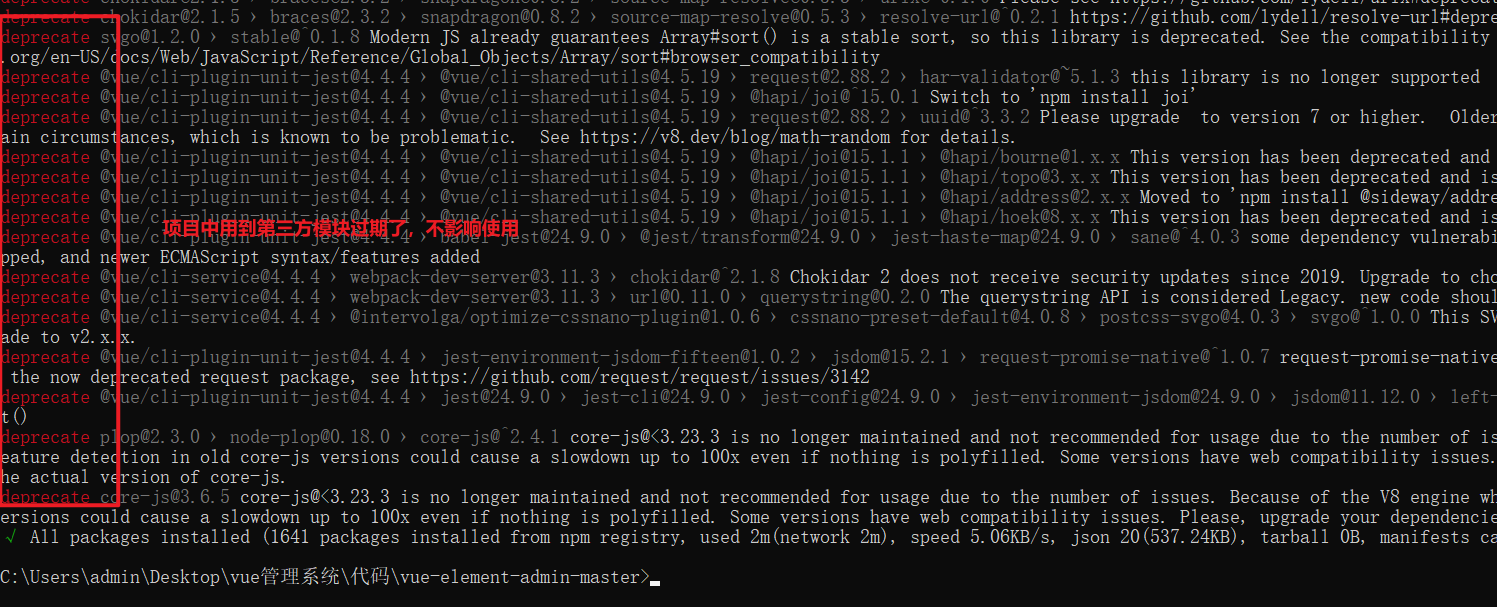 deprecate chokidar@2.1.5 › braces@2.3.2 › snapdragon@0.8.2 › source-map-resolve@0.5.3 › resolve-url@^0.2.1 https://github.com/lydell/resolve-url#depre
deprecate svgo@1.2.0 › stable@^0.1.8 Modern JS already guarantees Array#sort() is a stable sort, so this library is deprecated. See the compatibility
.org/en-US/docs/Web/JavaScript/Reference/Global_Objects/Array/sort#browser_compatibility
deprecate @vue/cli-plugin-unit-jest@4.4.4 › @vue/cli-shared-utils@4.5.19 › request@2.88.2 › har-validator@~5.1.3 this library is no longer supported
deprecate @vue/cli-plugin-unit-jest@4.4.4 › @vue/cli-shared-utils@4.5.19 › @hapi/joi@^15.0.1 Switch to 'npm install joi'
deprecate @vue/cli-plugin-unit-jest@4.4.4 › @vue/cli-shared-utils@4.5.19 › request@2.88.2 › uuid@^3.3.2 Please upgrade  to version 7 or higher.  Older
ain circumstances, which is known to be problematic.  See https://v8.dev/blog/math-random for details.
deprecate @vue/cli-plugin-unit-jest@4.4.4 › @vue/cli-shared-utils@4.5.19 › @hapi/joi@15.1.1 › @hapi/bourne@1.x.x This version has been deprecated and
deprecate @vue/cli-plugin-unit-jest@4.4.4 › @vue/cli-shared-utils@4.5.19 › @hapi/joi@15.1.1 › @hapi/topo@3.x.x This version has been deprecated and is
deprecate @vue/cli-plugin-unit-jest@4.4.4 › @vue/cli-shared-utils@4.5.19 › @hapi/joi@15.1.1 › @hapi/address@2.x.x Moved to 'npm install @sideway/addre
deprecate @vue/cli-plugin-unit-jest@4.4.4 › @vue/cli-shared-utils@4.5.19 › @hapi/joi@15.1.1 › @hapi/hoek@8.x.x This version has been deprecated and is
项目中用到第三方模块过期了，不影响使用
deprecate @vue/cli-plugin-unit-jest@4.4.4 › babel-jest@24.9.0 › @jest/transform@24.9.0 › jest-haste-map@24.9.0 › sane@^4.0.3 some dependency vulnerabi
pped, and newer ECMAScript syntax/features added
deprecate @vue/cli-service@4.4.4 › webpack-dev-server@3.11.3 › chokidar@^2.1.8 Chokidar 2 does not receive security updates since 2019. Upgrade to cho
deprecate @vue/cli-service@4.4.4 › webpack-dev-server@3.11.3 › url@0.11.0 › querystring@0.2.0 The querystring API is considered Legacy. new code shoul
deprecate @vue/cli-service@4.4.4 › @intervolga/optimize-cssnano-plugin@1.0.6 › cssnano-preset-default@4.0.8 › postcss-svgo@4.0.3 › svgo@^1.0.0 This SV
ade to v2.x.x.
deprecate @vue/cli-plugin-unit-jest@4.4.4 › jest-environment-jsdom-fifteen@1.0.2 › jsdom@15.2.1 › request-promise-native@^1.0.7 request-promise-native
the now deprecated request package, see https://github.com/request/request/issues/3142
deprecate @vue/cli-plugin-unit-jest@4.4.4 › jest@24.9.0 › jest-cli@24.9.0 › jest-config@24.9.0 › jest-environment-jsdom@24.9.0 › jsdom@11.12.0 › left-
t()
deprecate plop@2.3.0 › node-plop@0.18.0 › core-js@^2.4.1 core-js@<3.23.3 is no longer maintained and not recommended for usage due to the number of is
eature detection in old core-js versions could cause a slowdown up to 100x even if nothing is polyfilled. Some versions have web compatibility issues.
he actual version of core-js.
deprecate core-js@3.6.5 core-js@<3.23.3 is no longer maintained and not recommended for usage due to the number of issues. Because of the V8 engine wh
ersions could cause a slowdown up to 100x even if nothing is polyfilled. Some versions have web compatibility issues. Please, upgrade your dependencie
√ All packages installed (1641 packages installed from npm registry, used 2m(network 2m), speed 5.06KB/s, json 20(537.24KB), tarball 0B, manifests ca
C:\Users\admin\Desktop\vue管理系统\代码\vue-element-admin-master>